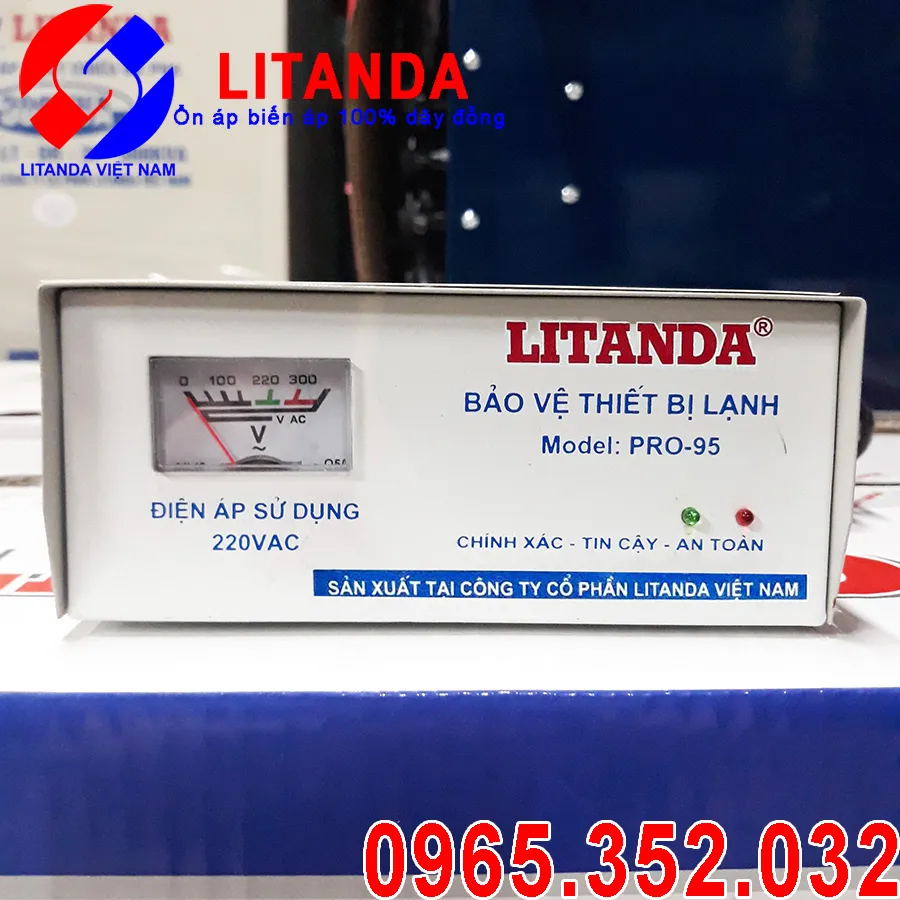 LITANDA
Ổn áp biến áp 100% dây đồng
LITANDA VIỆT NAM
LITANDA®
BẢO VỆ THIẾT BỊ LẠNH
Model: PRO-95
0 100 220 300
V AC
V
~
ĐIỆN ÁP SỬ DỤNG
220VAC
CHÍNH XÁC - TIN CẬY - AN TOÀN
SẢN XUẤT TẠI CÔNG TY CỔ PHẦN LITANDA VIỆT NAM
0965.352.032